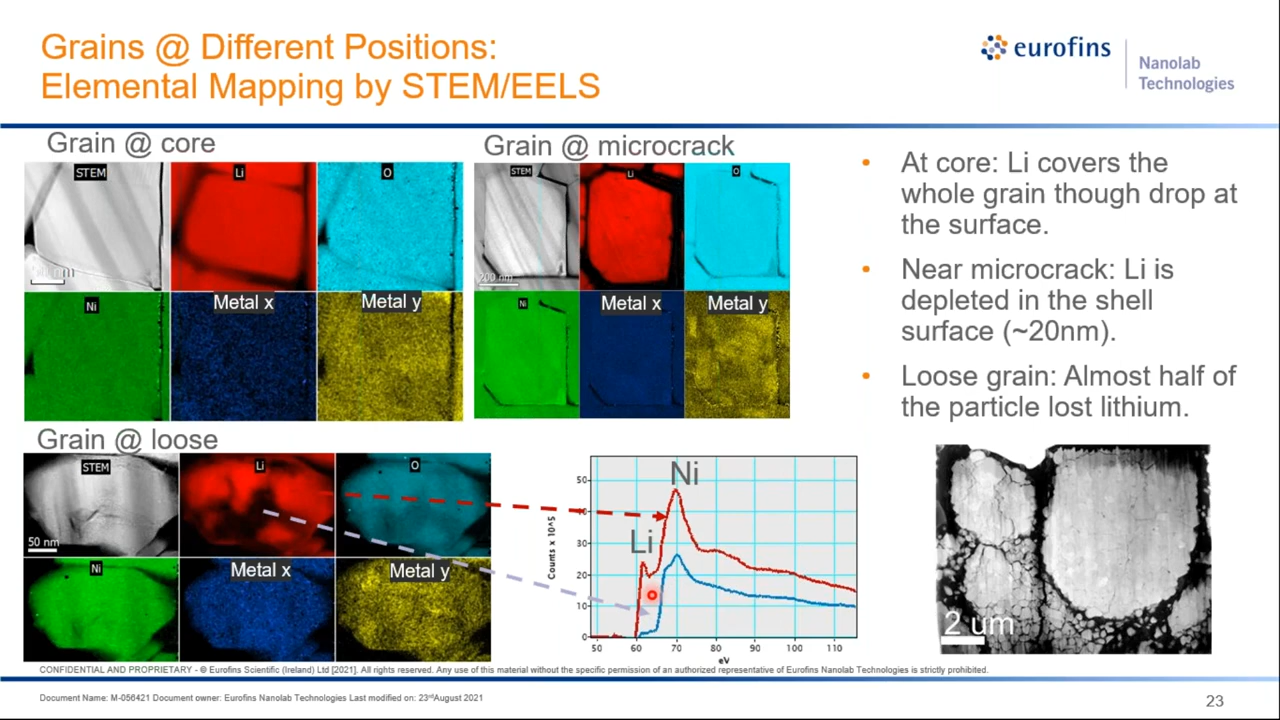 Grains @ Different Positions:
Elemental Mapping by STEM/EELS
eurofins
Nanolab
Technologies
Grain @ core
STEM
Li
O
Ni
Metal x
Metal y
Grain @ microcrack
STEM
Li
O
200 nm
Ni
Metal x
Metal y
Grain @ loose
STEM
Li
O
50 nm
Ni
Metal x
Metal y
Ni
Li
Counts x 10^5
50
40
30
20
10
0
50 60 70 80 90 100 110
eV
• At core: Li covers the
whole grain though drop at
the surface.
• Near microcrack: Li is
depleted in the shell
surface (~20nm).
• Loose grain: Almost half of
the particle lost lithium.
2 um
CONFIDENTIAL AND PROPRIETARY - © Eurofins Scientific (Ireland) Ltd [2021]. All rights reserved. Any use of this material without the specific permission of an authorized representative of Eurofins Nanolab Technologies is strictly prohibited.
Document Name: M-056421 Document owner: Eurofins Nanolab Technologies Last modified on: 23rdAugust 2021
23